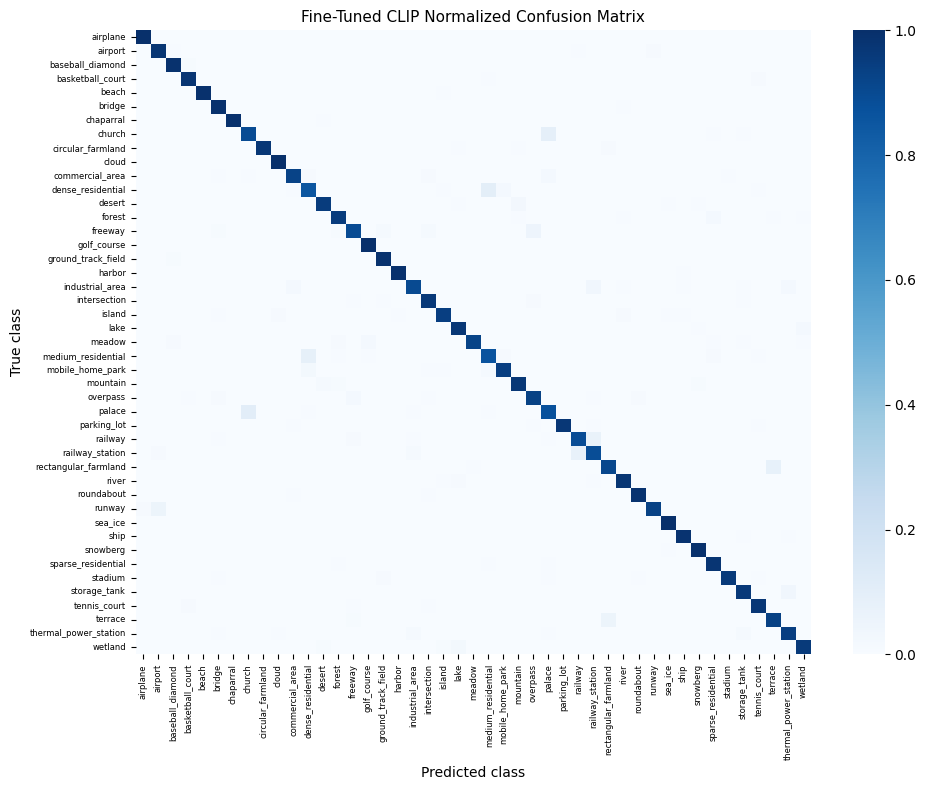 Fine-Tuned CLIP Normalized Confusion Matrix
True class
airplane
airport
baseball_diamond
basketball_court
beach
bridge
chaparral
church
circular_farmland
cloud
commercial_area
dense_residential
desert
forest
freeway
golf_course
ground_track_field
harbor
industrial_area
intersection
island
lake
meadow
medium_residential
mobile_home_park
mountain
overpass
palace
parking_lot
railway
railway_station
rectangular_farmland
river
roundabout
runway
sea_ice
ship
snowberg
sparse_residential
stadium
storage_tank
tennis_court
terrace
thermal_power_station
wetland
1.0
0.8
0.6
0.4
0.2
0.0
airplane
airport
baseball_diamond
basketball_court
beach
bridge
chaparral
church
circular_farmland
cloud
commercial_area
dense_residential
desert
forest
freeway
golf_course
ground_track_field
harbor
industrial_area
intersection
island
lake
meadow
medium_residential
mobile_home_park
mountain
overpass
palace
parking_lot
railway
railway_station
rectangular_farmland
river
roundabout
runway
sea_ice
ship
snowberg
sparse_residential
stadium
storage_tank
tennis_court
terrace
thermal_power_station
wetland
Predicted class